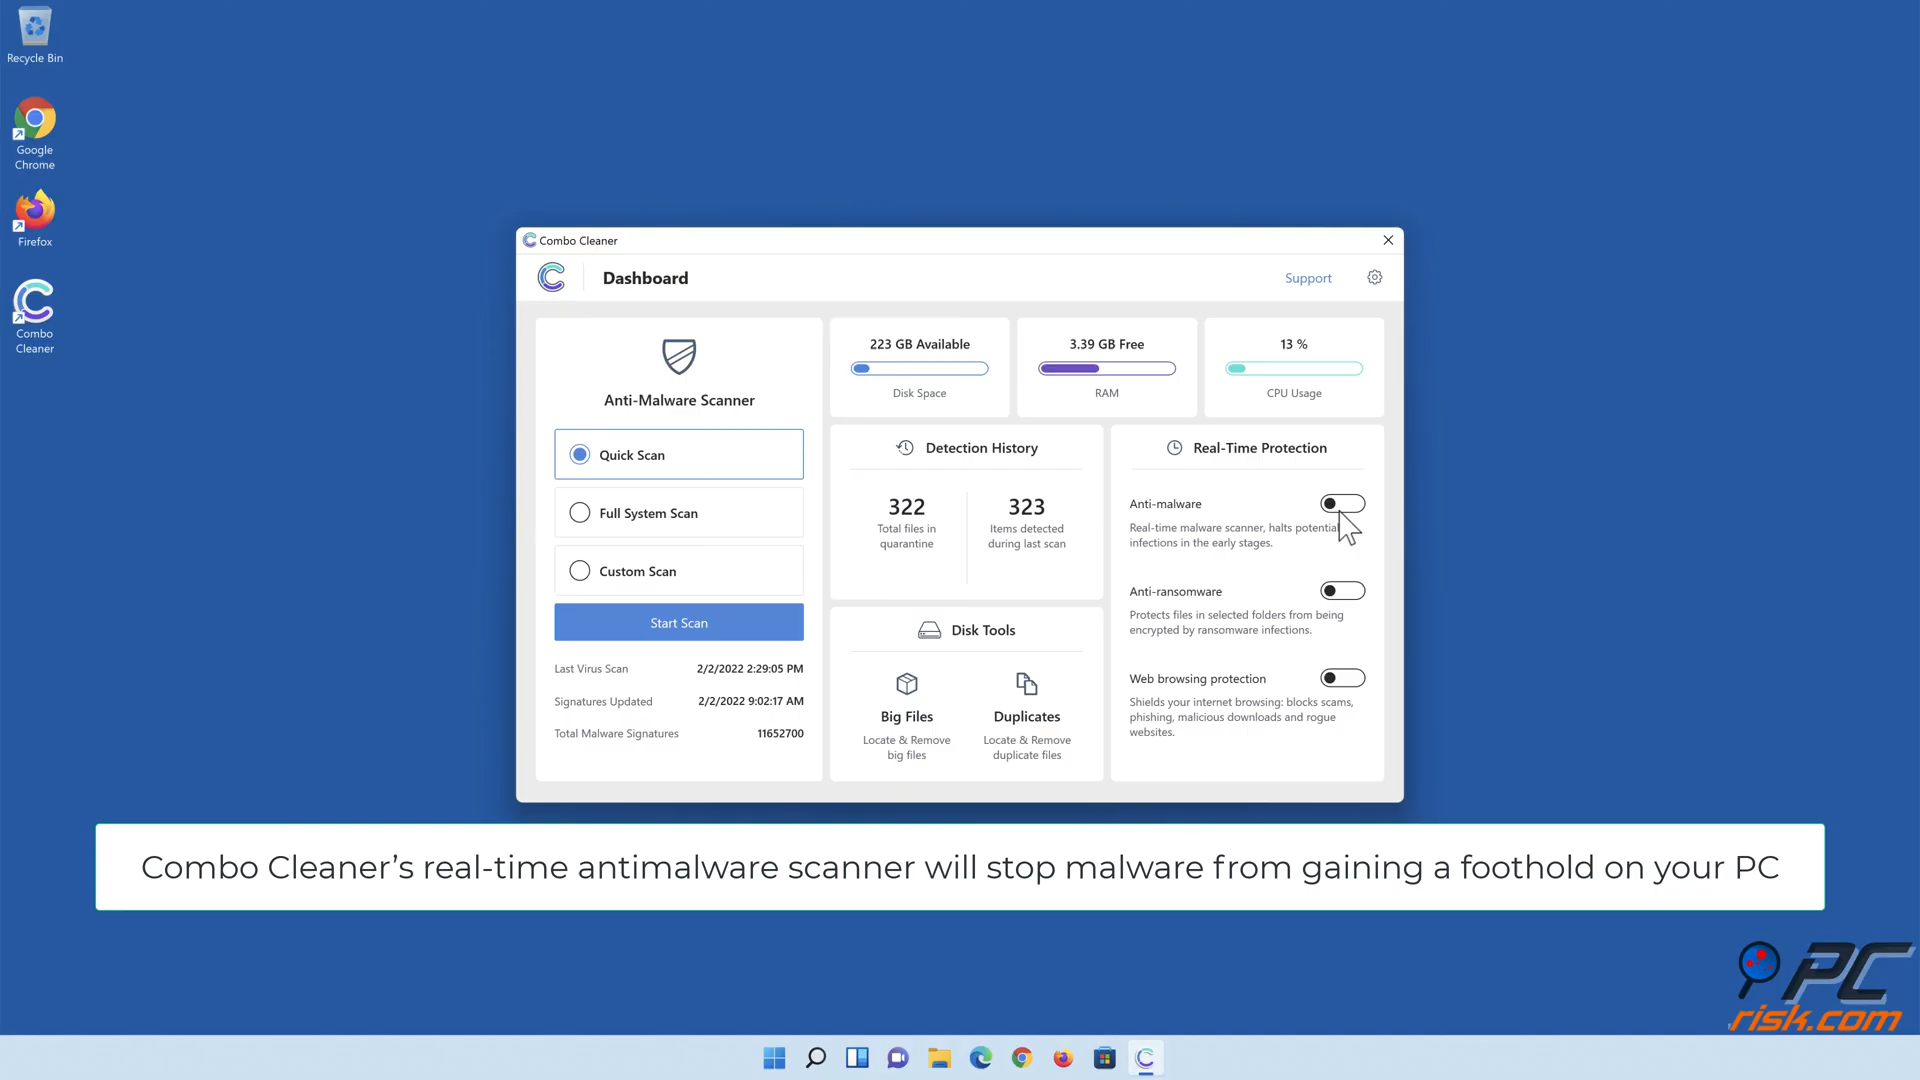 Recycle Bin
Google
Chrome
Firefox
Combo
Cleaner
Combo Cleaner
Dashboard
Support
Anti-Malware Scanner
Quick Scan
Full System Scan
Custom Scan
Start Scan
Last Virus Scan 2/2/2022 2:29:05 PM
Signatures Updated 2/2/2022 9:02:17 AM
Total Malware Signatures 11652700
223 GB Available
Disk Space
3.39 GB Free
RAM
13 %
CPU Usage
Detection History
322
Total files in
quarantine
323
Items detected
during last scan
Disk Tools
Big Files
Locate & Remove
big files
Duplicates
Locate & Remove
duplicate files
Real-Time Protection
Anti-malware
Real-time malware scanner, halts potential
infections in the early stages.
Anti-ransomware
Protects files in selected folders from being
encrypted by ransomware infections.
Web browsing protection
Shields your internet browsing: blocks scams,
phishing, malicious downloads and rogue
websites.
Combo Cleaner’s real-time antimalware scanner will stop malware from gaining a foothold on your PC
PC
risk.com